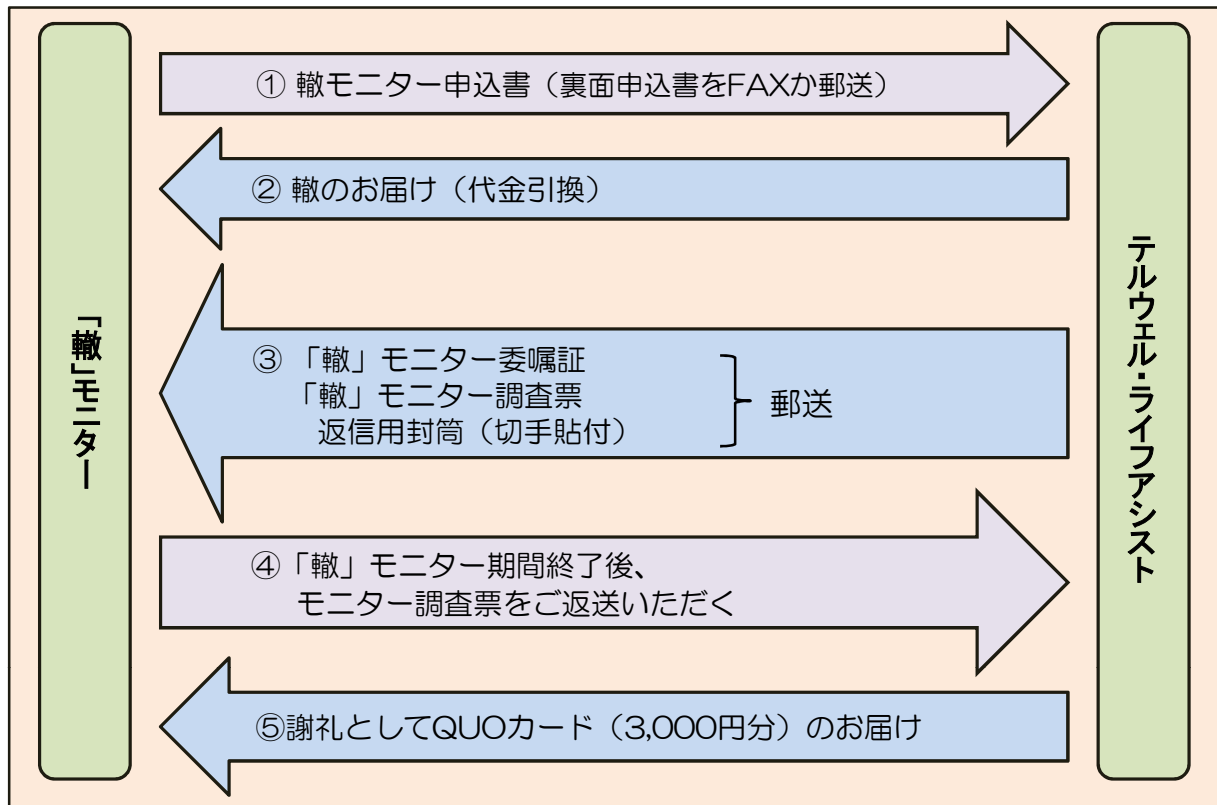 「轍」モニター
① 轍モニター申込書（裏面申込書をFAXか郵送）
② 轍のお届け（代金引換）
③ 「轍」モニター委嘱証
「轍」モニター調査票
返信用封筒（切手貼付）
郵送
④「轍」モニター期間終了後、
モニター調査票をご返送いただく
⑤謝礼としてQUOカード（3,000円分）のお届け
テルウェル・ライフアシスト